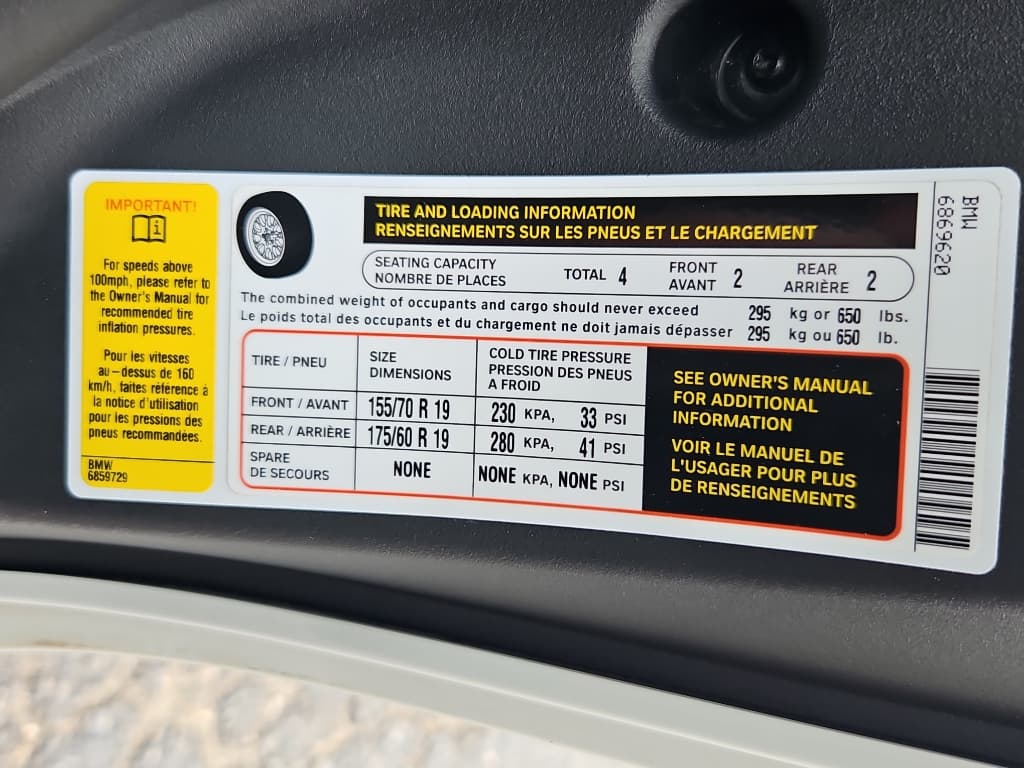 IMPORTANT!
For speeds above
100mph, please refer to
the Owner's Manual for
recommended tire
inflation pressures.
Pour les vitesses
au-dessus de 160
km/h, faites référence à
la notice d'utilisation
pour les pressions des
pneus recommandées.
BMW
6859729
TIRE AND LOADING INFORMATION
RENSEIGNEMENTS SUR LES PNEUS ET LE CHARGEMENT
SEATING CAPACITY
NOMBRE DE PLACES
TOTAL 4
FRONT
AVANT 2
REAR
ARRIÈRE 2
The combined weight of occupants and cargo should never exceed 295 kg or 650 lbs.
Le poids total des occupants et du chargement ne doit jamais dépasser 295 kg ou 650 lb.
TIRE / PNEU
SIZE
DIMENSIONS
COLD TIRE PRESSURE
PRESSION DES PNEUS
A FROID
FRONT / AVANT 155/70 R 19 230 KPA, 33 PSI
REAR / ARRIÈRE 175/60 R 19 280 KPA, 41 PSI
SPARE
DE SECOURS
NONE NONE KPA, NONE PSI
SEE OWNER'S MANUAL
FOR ADDITIONAL
INFORMATION
VOIR LE MANUEL DE
L'USAGER POUR PLUS
DE RENSEIGNEMENTS
BMW
6869620